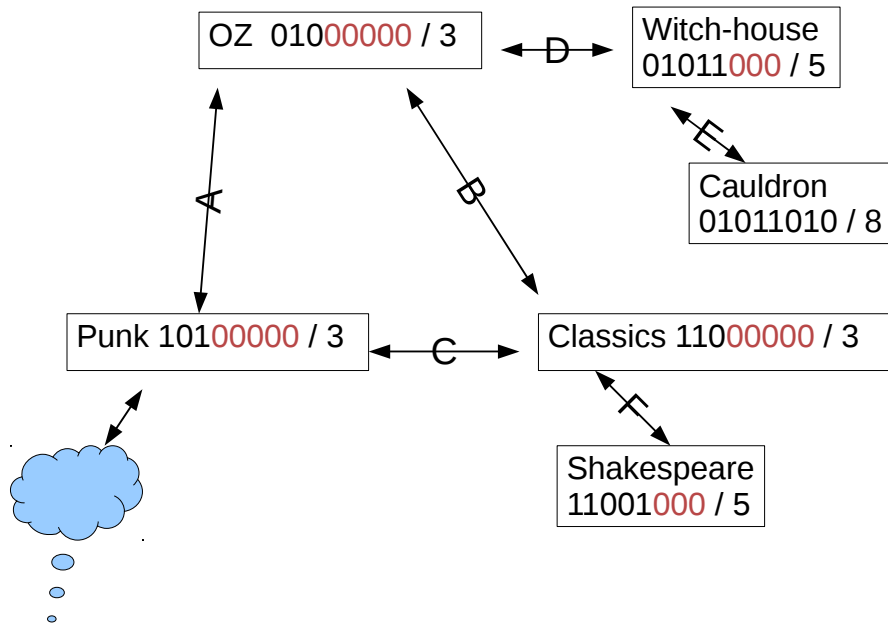 OZ 01000000 / 3
D
Witch-house
01011000 / 5
E
Cauldron
01011010 / 8
A
B
Punk 10100000 / 3
C
Classics 11000000 / 3
F
Shakespeare
11001000 / 5